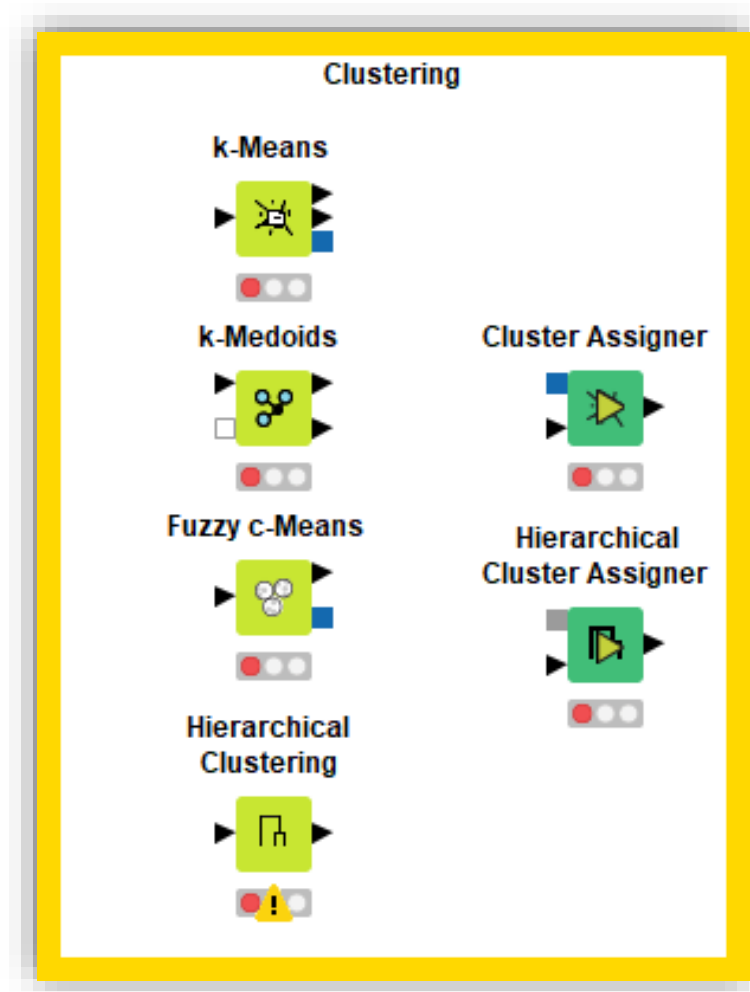 Clustering
k-Means
k-Medoids
Cluster Assigner
Fuzzy c-Means
Hierarchical
Cluster Assigner
Hierarchical
Clustering